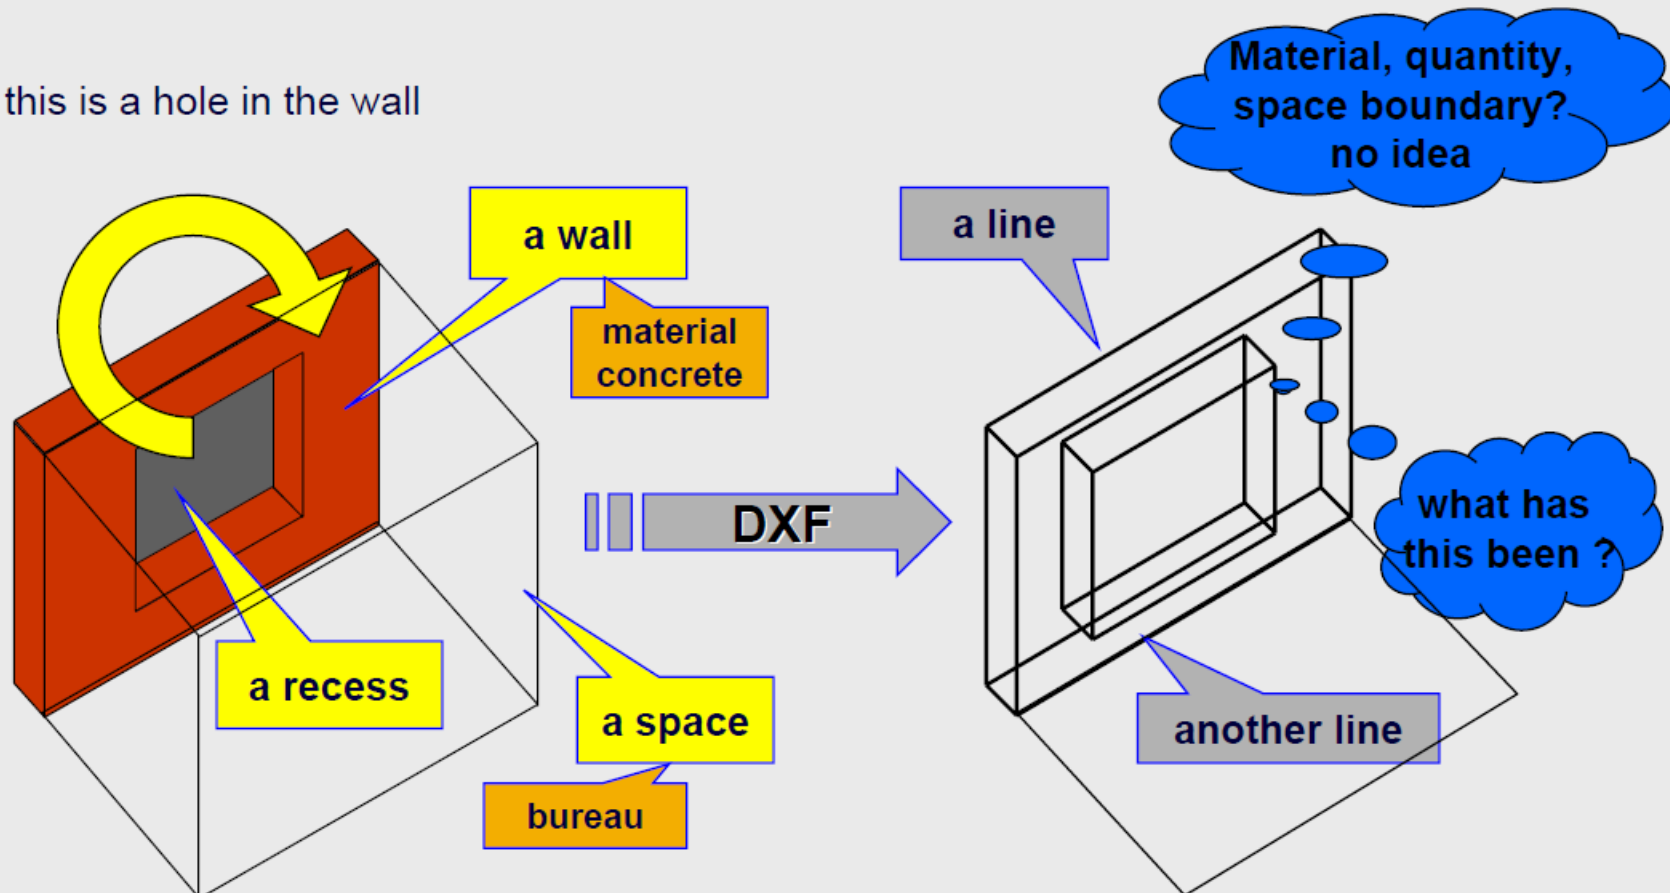 this is a hole in the wall
Material, quantity,
space boundary?
no idea
a wall
material
concrete
a line
DXF
what has
this been ?
a recess
a space
bureau
another line